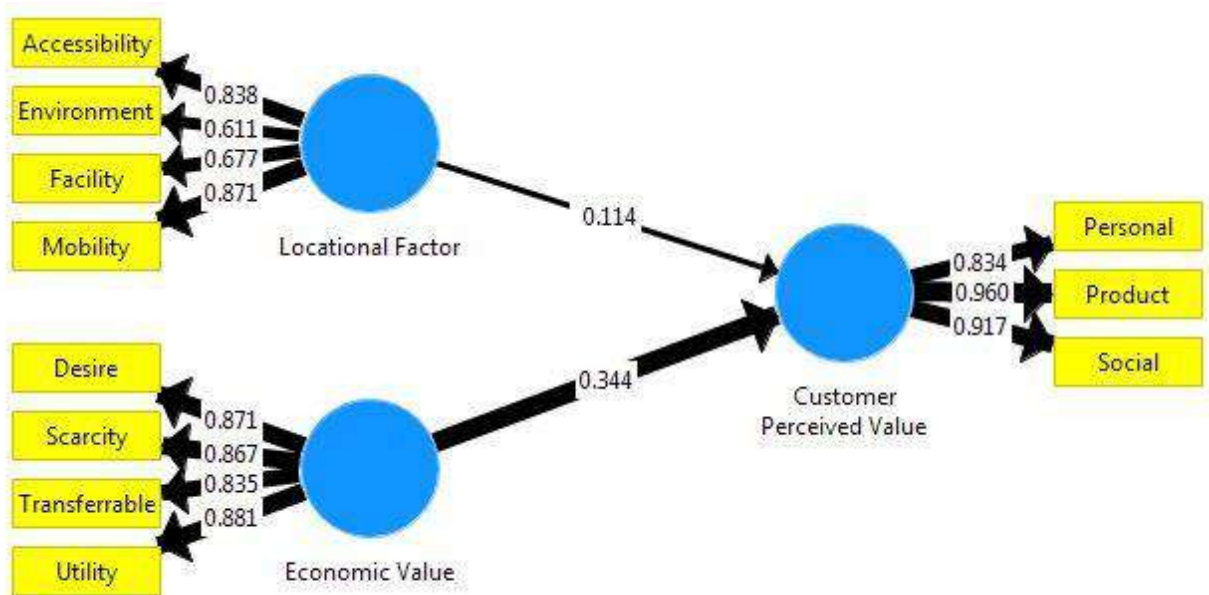 Accessibility
Environment
Facility
Mobility
0.838
0.611
0.677
0.871
Locational Factor
0.114
Desire
Scarcity
Transferrable
Utility
0.871
0.867
0.835
0.881
Economic Value
0.344
Customer
Perceived Value
0.834
0.960
0.917
Personal
Product
Social